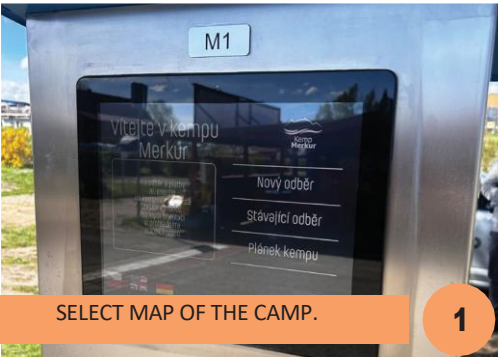 M1
Vítejte v kempu
Merkur
Kemp
Merkur
Nový odběr
Stávající odběr
Plánek kempu
SELECT MAP OF THE CAMP.
1